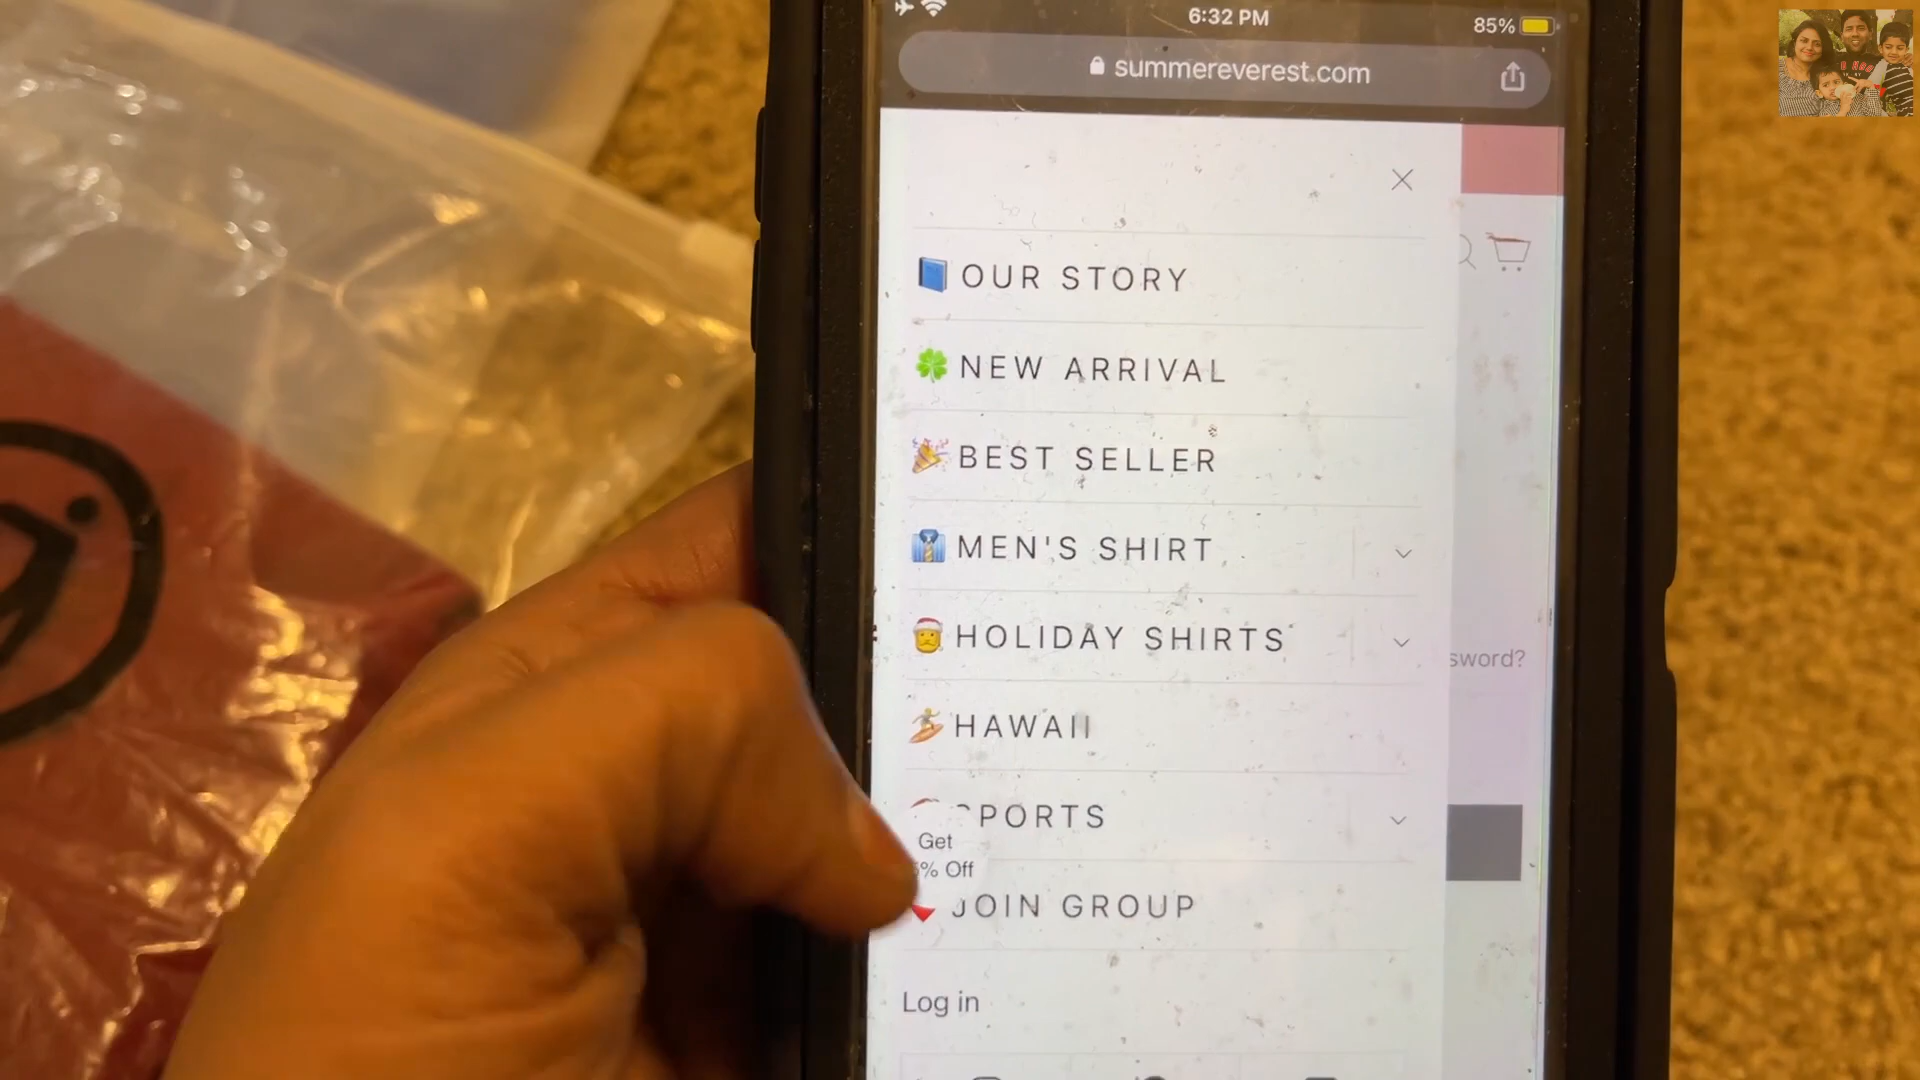 6:32 PM
85%
summereverest.com
OUR STORY
NEW ARRIVAL
BEST SELLER
MEN'S SHIRT
HOLIDAY SHIRTS
sword?
HAWAII
PORTS
Get
% Off
JOIN GROUP
Log in